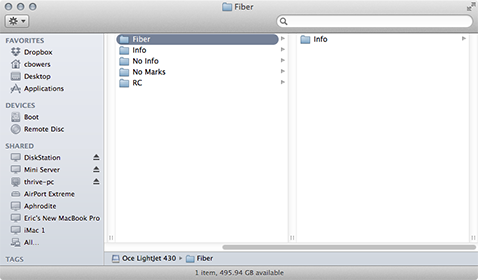 Fiber
FAVORITES
Dropbox
cbowers
Desktop
Applications
DEVICES
Boot
Remote Disc
SHARED
DiskStation
Mini Server
thrive-pc
AirPort Extreme
Aphrodite
Eric's New MacBook Pro
iMac 1
All...
TAGS
Fiber
Info
No Info
No Marks
RC
Info
Oce LightJet 430 ▸ Fiber
1 item, 495.94 GB available